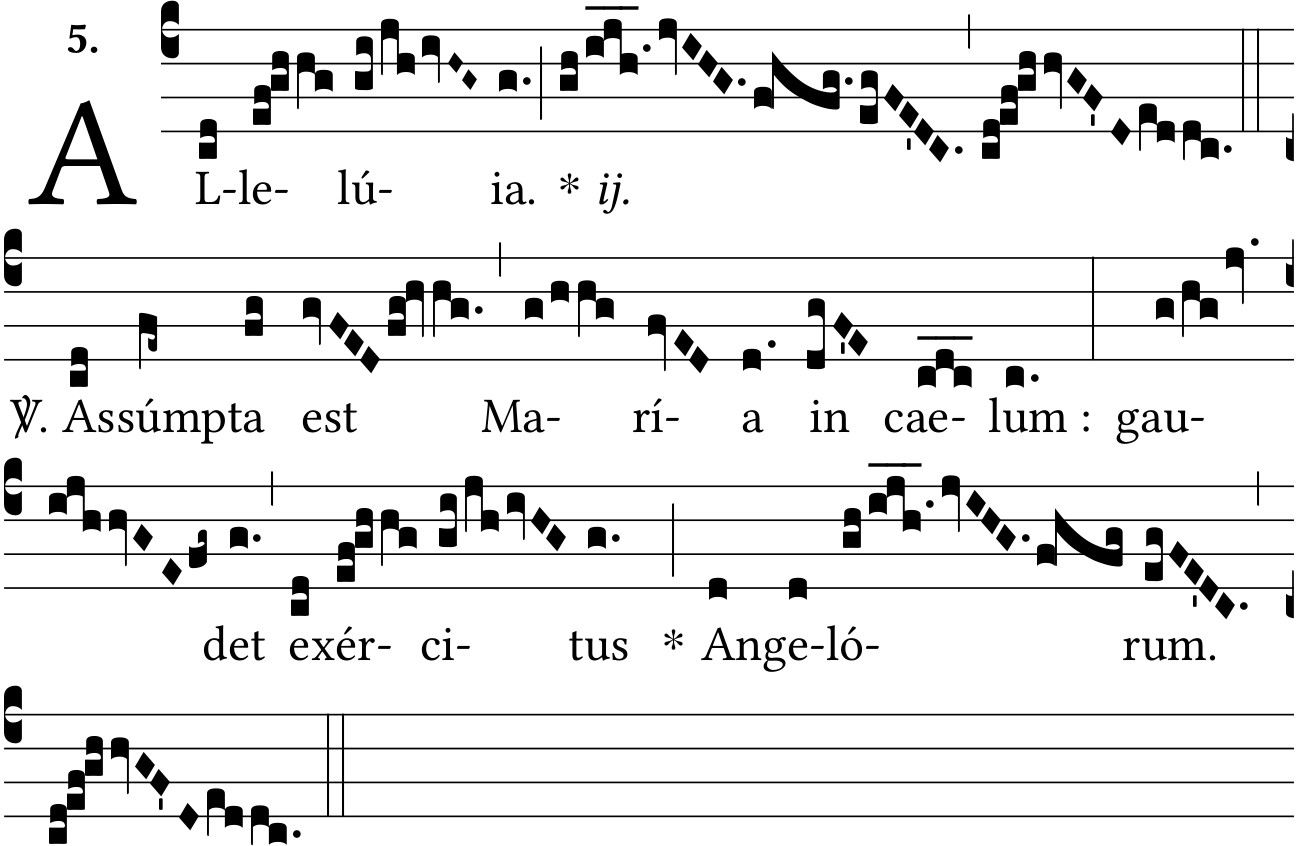 5.
AL-le- lú- ia. * ij.
℣. Assúmpta est Ma- rí- a in cae- lum : gau-
det exér- ci- tus * Ange-ló- rum.